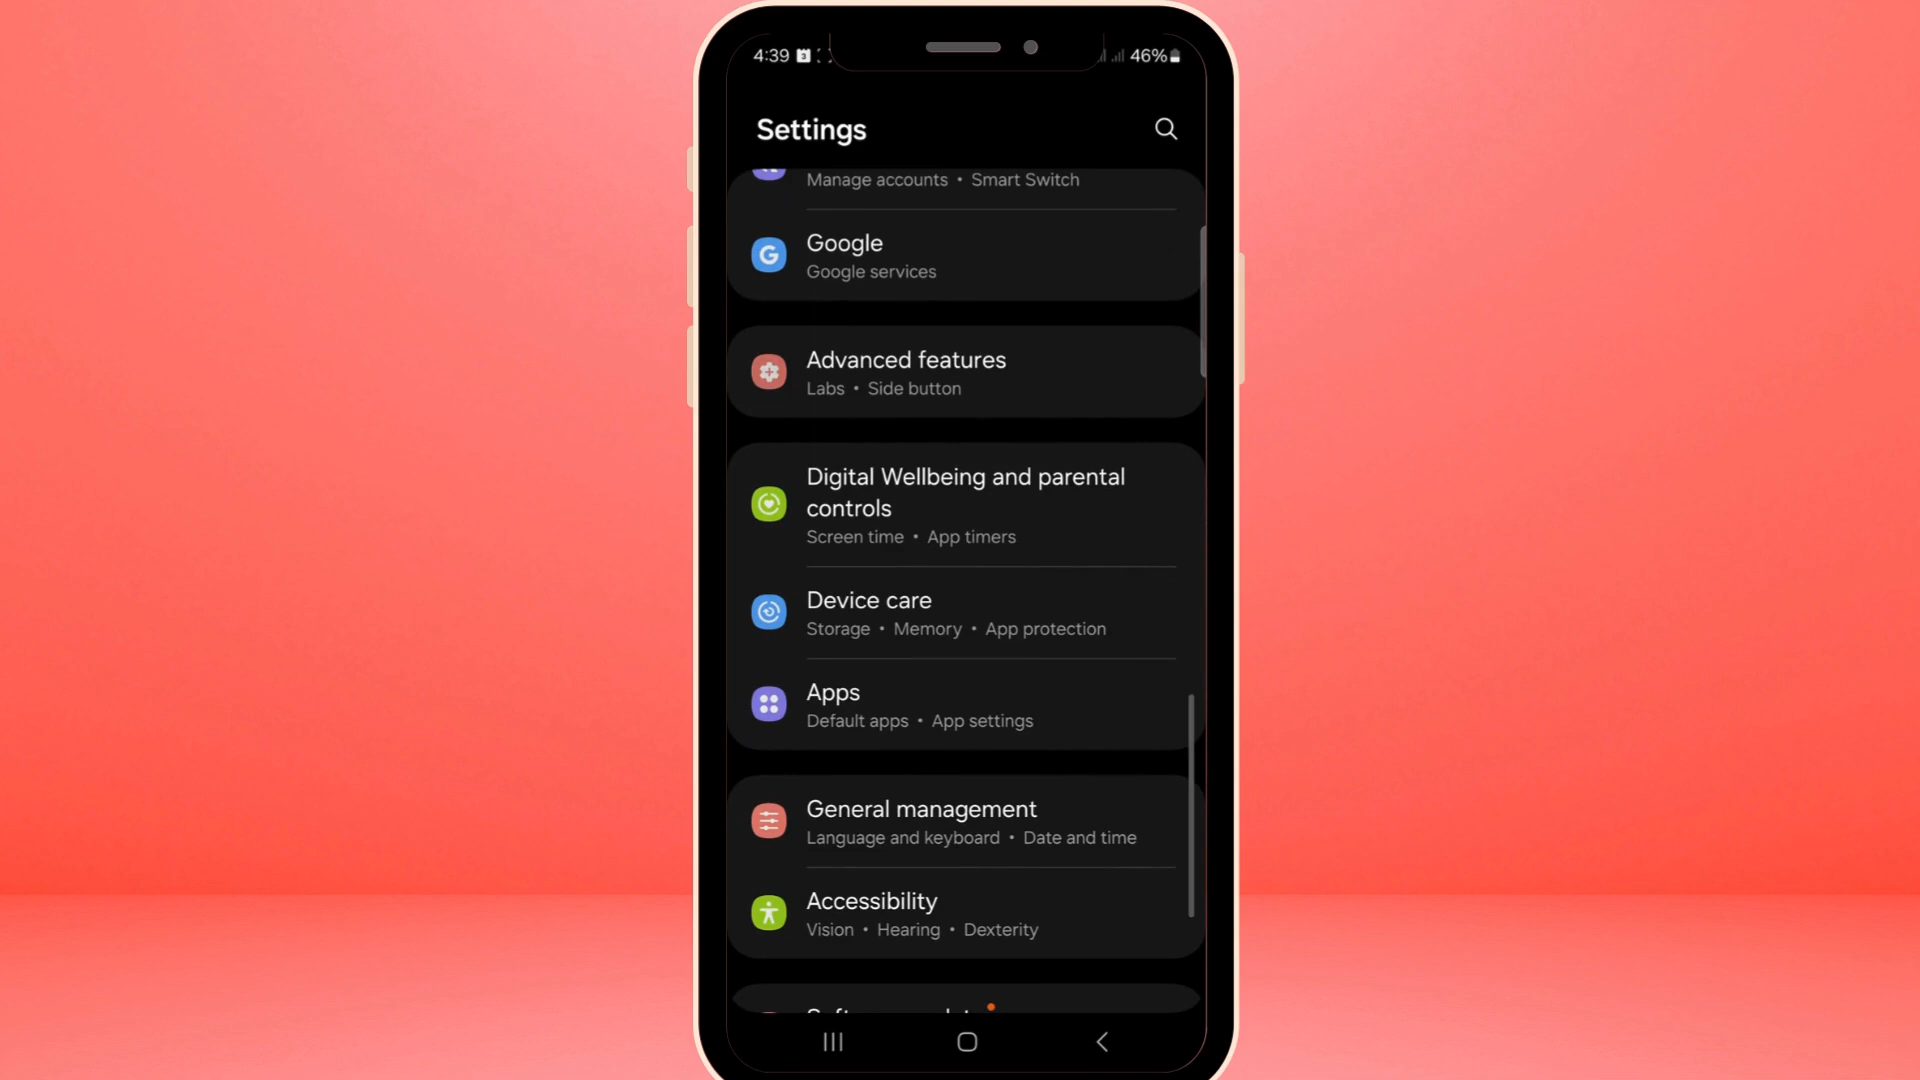 4:39
46%
Settings
Manage accounts • Smart Switch
Google
Google services
Advanced features
Labs • Side button
Digital Wellbeing and parental
controls
Screen time • App timers
Device care
Storage • Memory • App protection
Apps
Default apps • App settings
General management
Language and keyboard • Date and time
Accessibility
Vision • Hearing • Dexterity